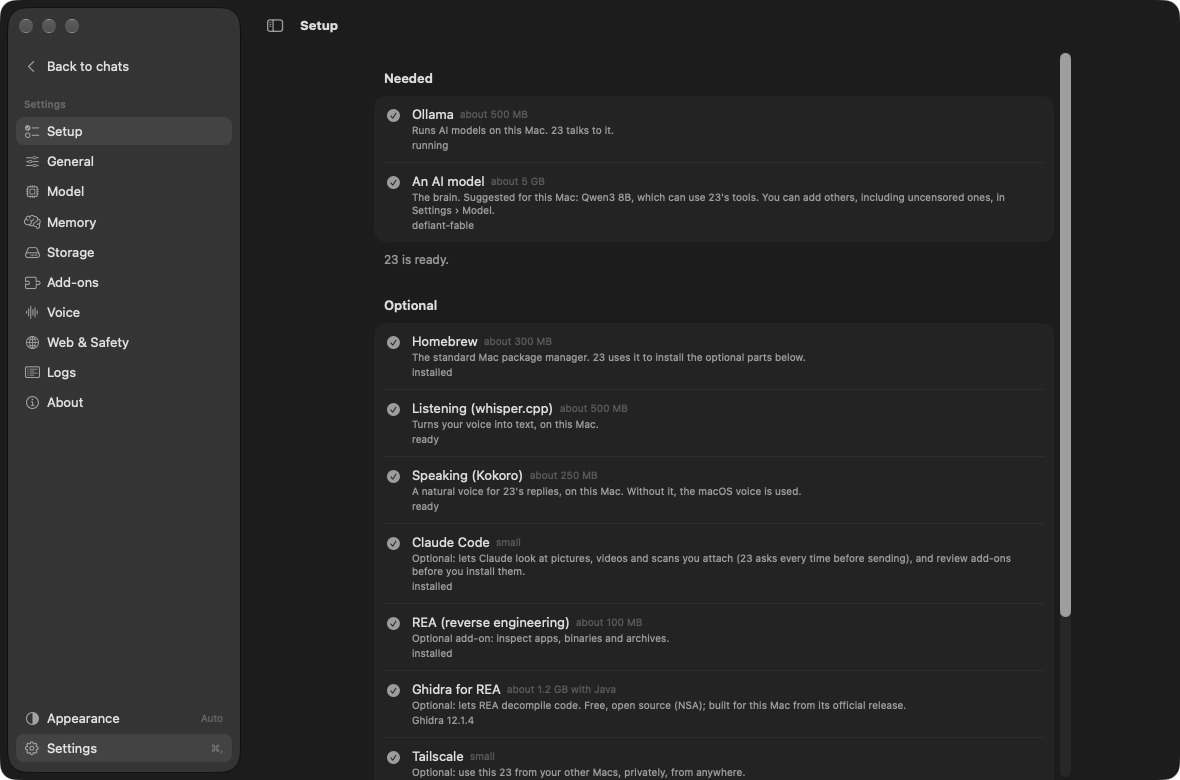 Setup
Back to chats
Settings
Setup
General
Model
Memory
Storage
Add-ons
Voice
Web & Safety
Logs
About
Appearance Auto
Settings ⌘,
Needed
Ollama about 500 MB
Runs AI models on this Mac. 23 talks to it.
running
An AI model about 5 GB
The brain. Suggested for this Mac: Qwen3 8B, which can use 23's tools. You can add others, including uncensored ones, in
Settings › Model.
defiant-fable
23 is ready.
Optional
Homebrew about 300 MB
The standard Mac package manager. 23 uses it to install the optional parts below.
installed
Listening (whisper.cpp) about 500 MB
Turns your voice into text, on this Mac.
ready
Speaking (Kokoro) about 250 MB
A natural voice for 23's replies, on this Mac. Without it, the macOS voice is used.
ready
Claude Code small
Optional: lets Claude look at pictures, videos and scans you attach (23 asks every time before sending), and review add-ons
before you install them.
installed
REA (reverse engineering) about 100 MB
Optional add-on: inspect apps, binaries and archives.
installed
Ghidra for REA about 1.2 GB with Java
Optional: lets REA decompile code. Free, open source (NSA); built for this Mac from its official release.
Ghidra 12.1.4
Tailscale small
Optional: use this 23 from your other Macs, privately, from anywhere.